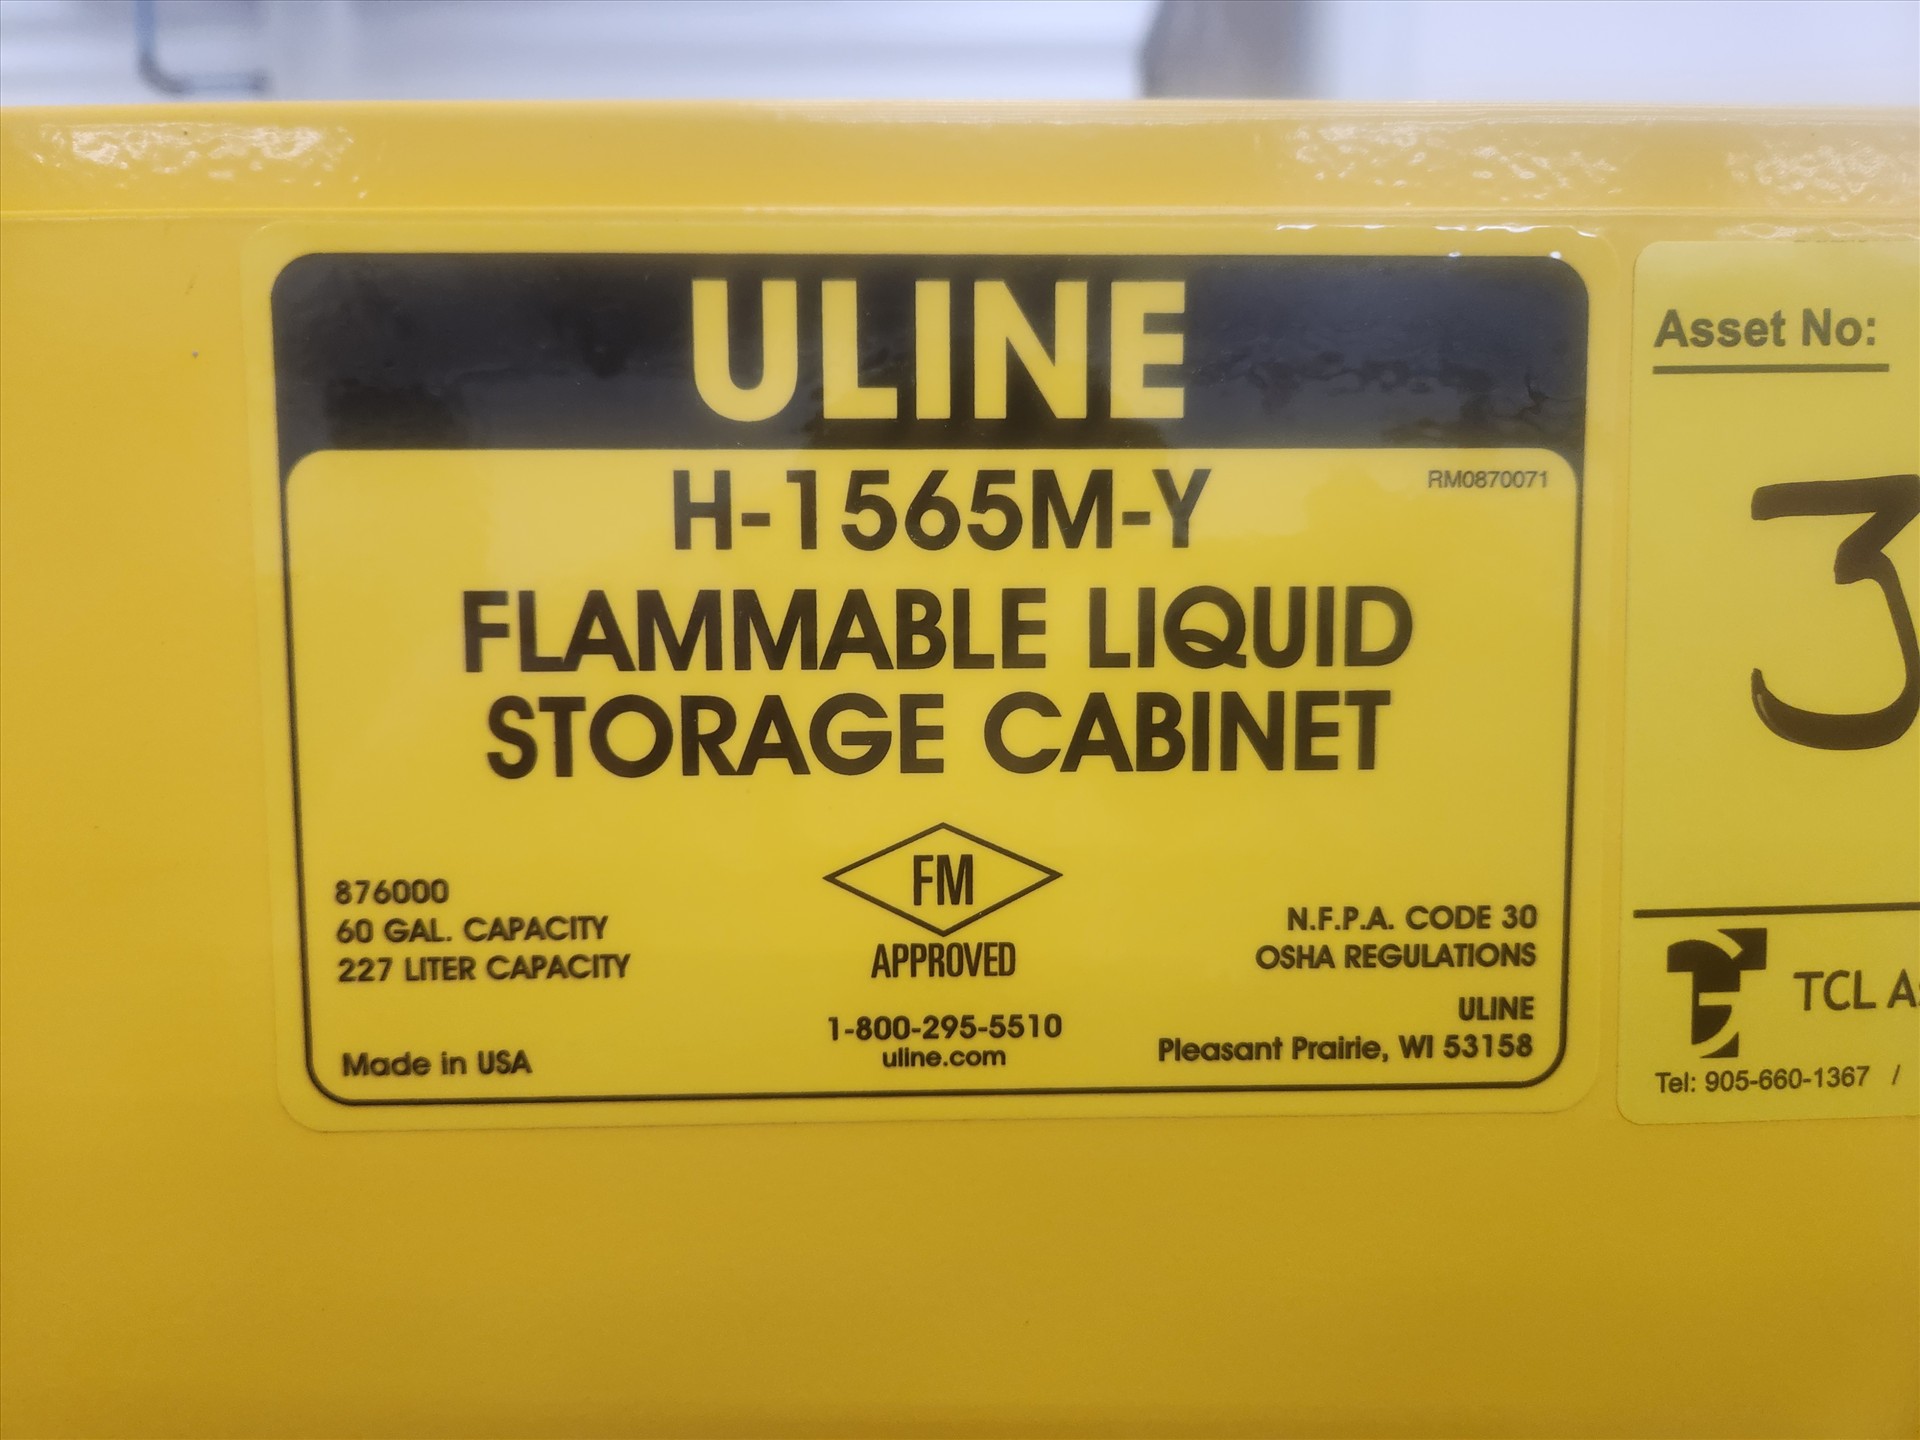 ULINE
H-1565M-Y
RM0870071
FLAMMABLE LIQUID
STORAGE CABINET
FM
APPROVED
876000
60 GAL. CAPACITY
227 LITER CAPACITY
Made in USA
1-800-295-5510
uline.com
N.F.P.A. CODE 30
OSHA REGULATIONS
ULINE
Pleasant Prairie, WI 53158
Asset No:
3
TCL
Tel: 905-660-1367 /